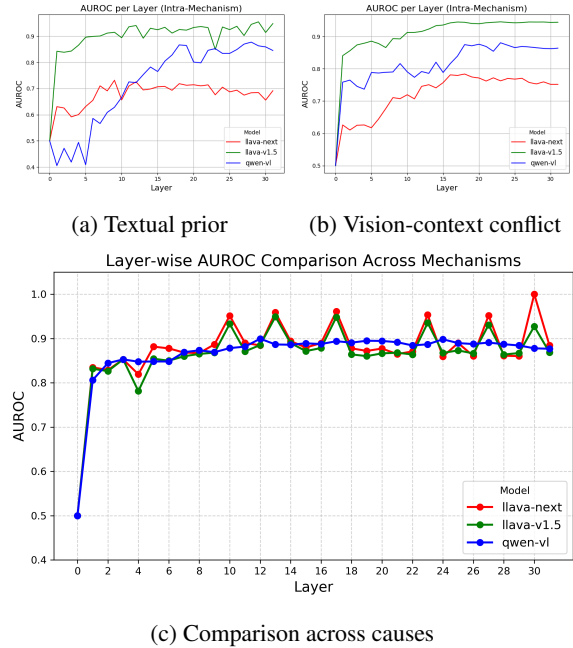 AUROC per Layer (Intra-Mechanism)
AUROC
0.9
0.8
0.7
0.6
0.5
0.4
0 5 10 15 20 25 30
Layer
Model
llava-next
llava-v1.5
qwen-vl
(a) Textual prior
AUROC per Layer (Intra-Mechanism)
AUROC
0.9
0.8
0.7
0.6
0.5
0 5 10 15 20 25 30
Layer
Model
llava-next
llava-v1.5
qwen-vl
(b) Vision-context conflict
Layer-wise AUROC Comparison Across Mechanisms
AUROC
1.0
0.9
0.8
0.7
0.6
0.5
0.4
0 2 4 6 8 10 12 14 16 18 20 22 24 26 28 30
Layer
Model
llava-next
llava-v1.5
qwen-vl
(c) Comparison across causes